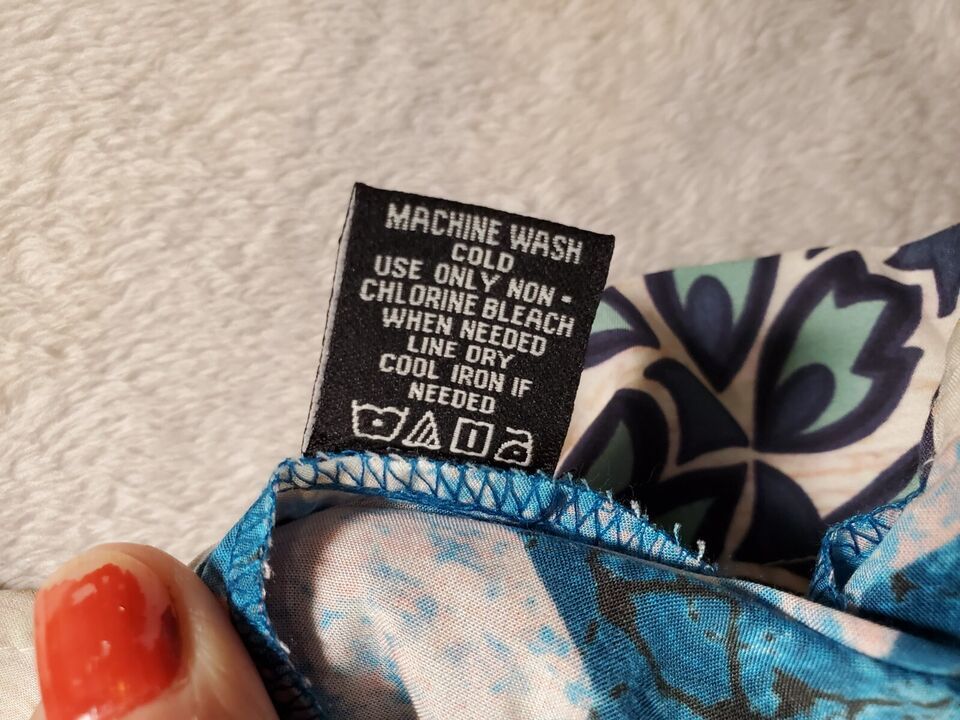 MACHINE WASH
COLD
USE ONLY NON-
CHLORINE BLEACH
WHEN NEEDED
LINE DRY
COOL IRON IF
NEEDED